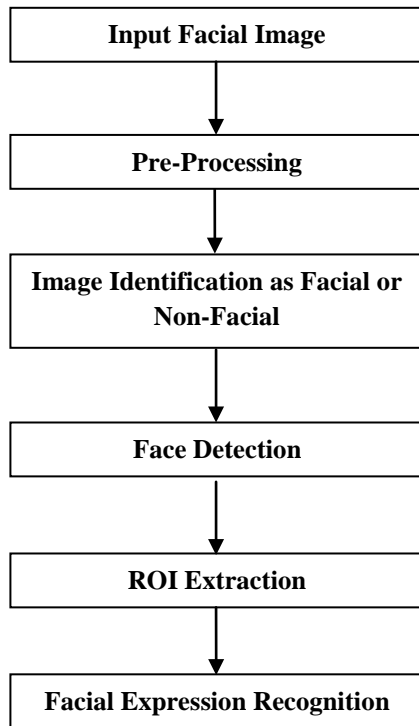 Input Facial Image
Pre-Processing
Image Identification as Facial or
Non-Facial
Face Detection
ROI Extraction
Facial Expression Recognition